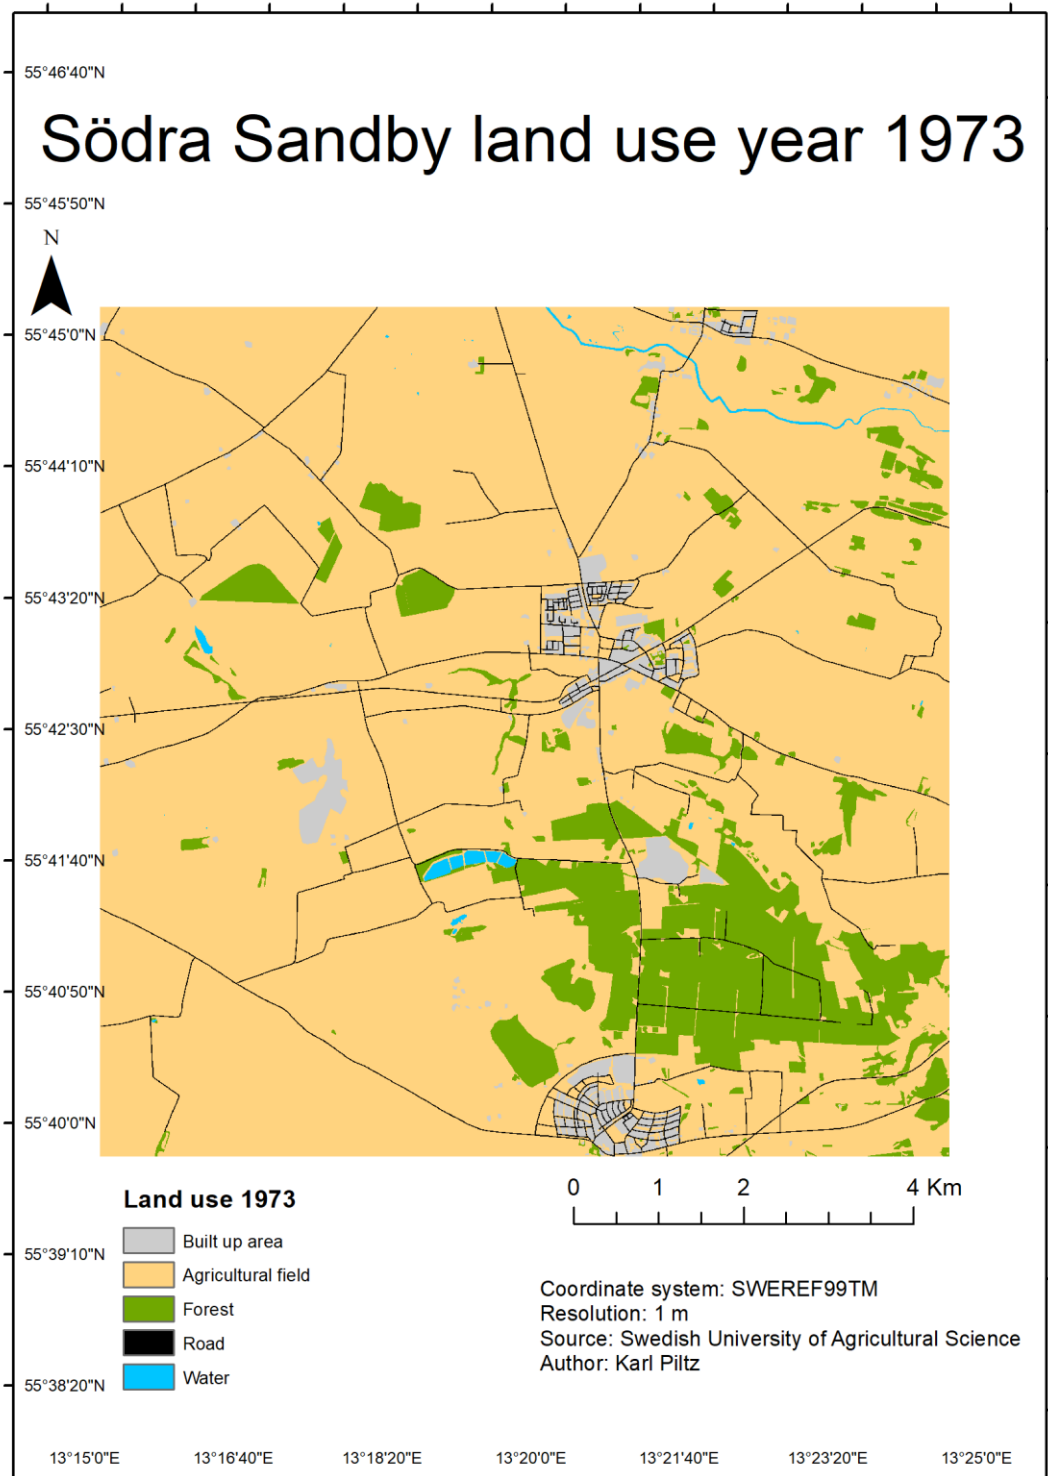 55°46'40"N
Södra Sandby land use year 1973
55°45'50"N
N
55°45'0"N
55°44'10"N
55°43'20"N
55°42'30"N
55°41'40"N
55°40'50"N
55°40'0"N
0 1 2 4 Km
Land use 1973
Built up area
Agricultural field
Forest
Road
Water
55°39'10"N
Coordinate system: SWEREF99TM
Resolution: 1 m
Source: Swedish University of Agricultural Science
Author: Karl Piltz
55°38'20"N
13°15'0"E 13°16'40"E 13°18'20"E 13°20'0"E 13°21'40"E 13°23'20"E 13°25'0"E